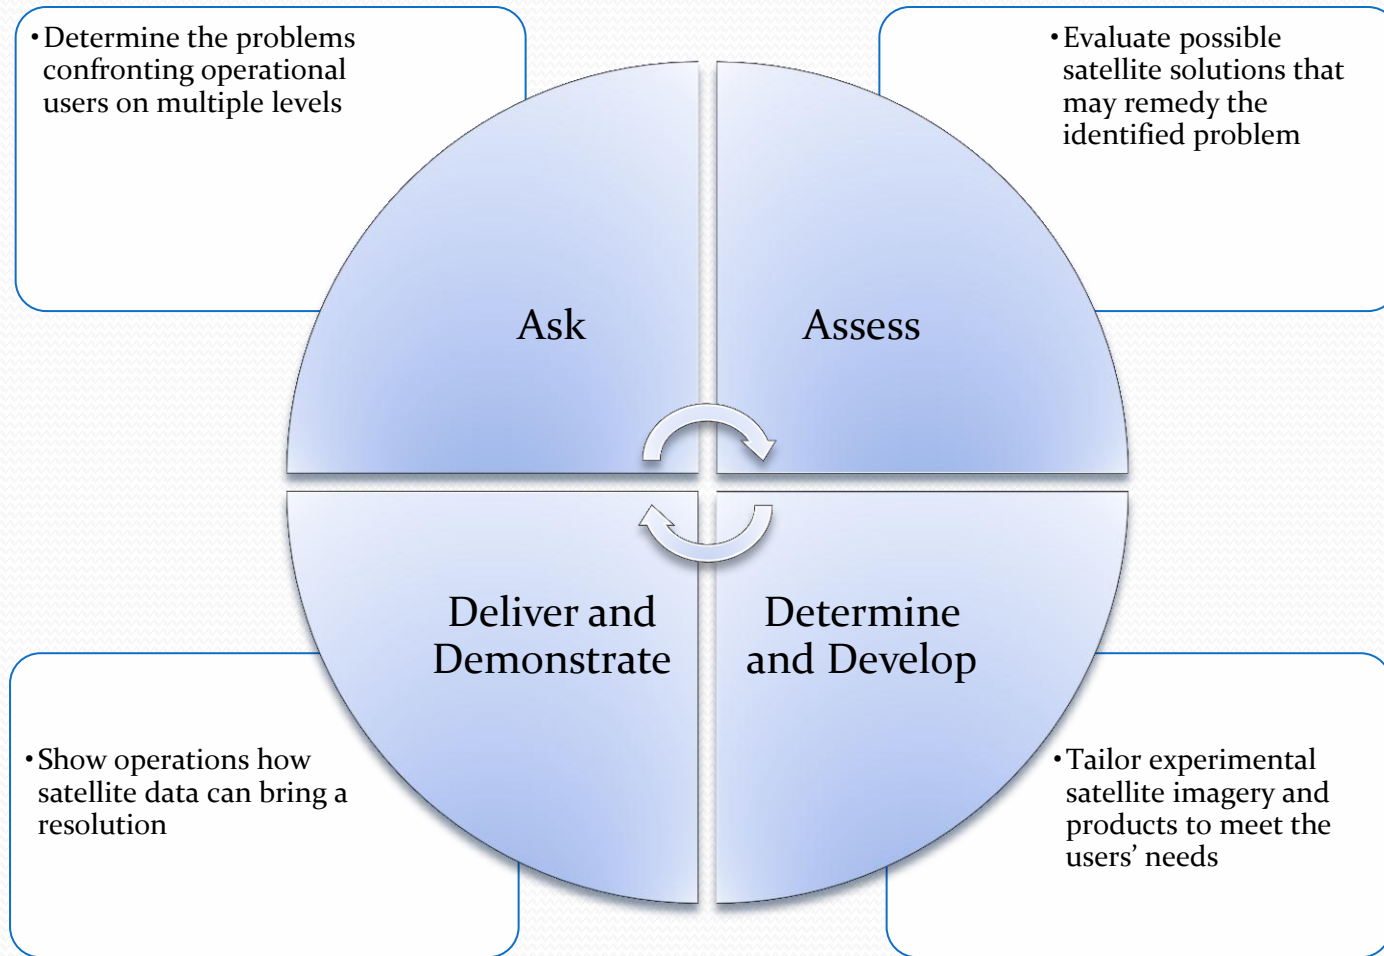 •Determine the problems
confronting operational
users on multiple levels
•Evaluate possible
satellite solutions that
may remedy the
identified problem
Ask
Assess
Deliver and
Demonstrate
Determine
and Develop
•Show operations how
satellite data can bring a
resolution
•Tailor experimental
satellite imagery and
products to meet the
users’ needs